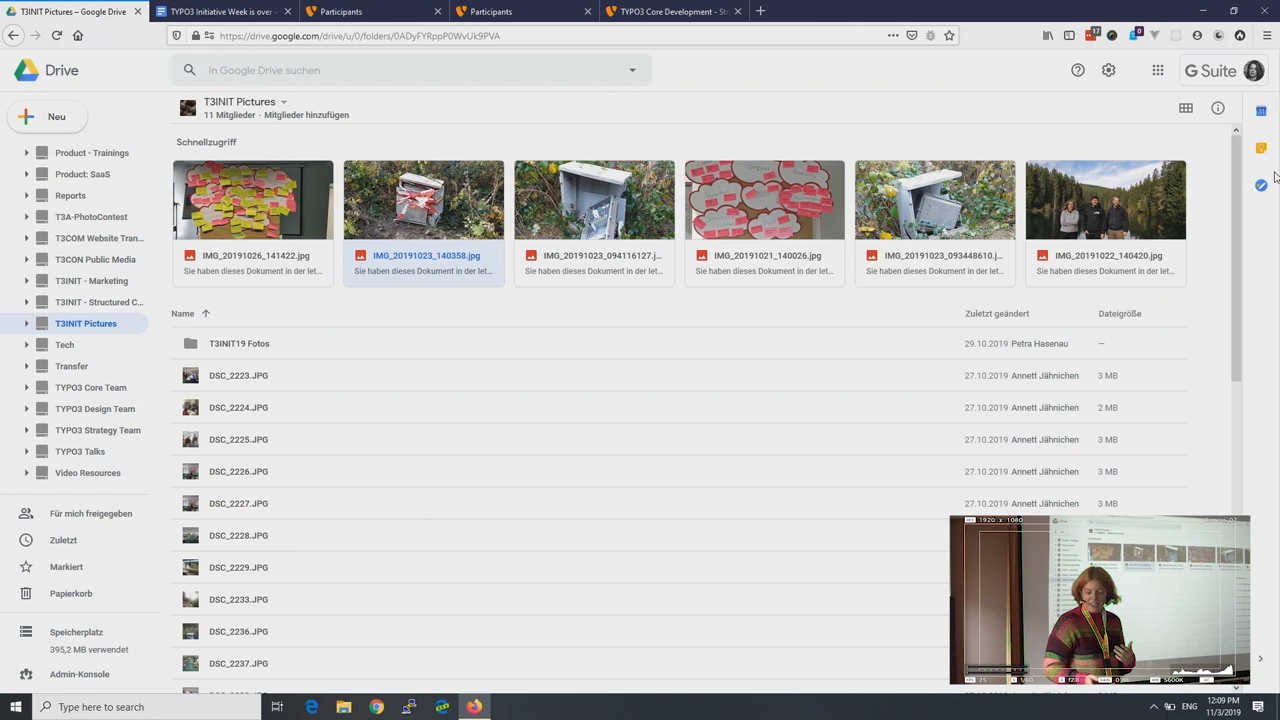 T3INIT Pictures – Google Drive
TYPO3 Initiative Week is over -
Participants
Participants
TYPO3 Core Development - St
https://drive.google.com/drive/u/0/folders/0ADyFYRppP0WvUk9PVA
17
0
Drive
In Google Drive suchen
G Suite
Neu
T3INIT Pictures
11 Mitglieder · Mitglieder hinzufügen
Product - Trainings
Product: SaaS
Reports
T3A-PhotoContest
T3COM Website Tran...
T3CON Public Media
T3INIT - Marketing
T3INIT - Structured C...
T3INIT Pictures
Tech
Transfer
TYPO3 Core Team
TYPO3 Design Team
TYPO3 Strategy Team
TYPO3 Talks
Video Resources
Für mich freigegeben
Zuletzt
Markiert
Papierkorb
Speicherplatz
395,2 MB verwendet
Admin-Konsole
Schnellzugriff
IMG_20191026_141422.jpg
Sie haben dieses Dokument in der let...
IMG_20191023_140358.jpg
Sie haben dieses Dokument in der let...
IMG_20191023_094116127.j...
Sie haben dieses Dokument in der let...
IMG_20191021_140026.jpg
Sie haben dieses Dokument in der let...
IMG_20191023_093448610.j...
Sie haben dieses Dokument in der let...
IMG_20191022_140420.jpg
Sie haben dieses Dokument in der let...
Name Zuletzt geändert Dateigröße
T3INIT19 Fotos 29.10.2019 Petra Hasenau —
DSC_2223.JPG 27.10.2019 Annett Jähnichen 3 MB
DSC_2224.JPG 27.10.2019 Annett Jähnichen 2 MB
DSC_2225.JPG 27.10.2019 Annett Jähnichen 3 MB
DSC_2226.JPG 27.10.2019 Annett Jähnichen 3 MB
DSC_2227.JPG 27.10.2019 Annett Jähnichen 3 MB
DSC_2228.JPG
DSC_2229.JPG
DSC_2233.JPG
DSC_2236.JPG
DSC_2237.JPG
1920 x 1080
25
1/60
f2.8
5600K
Type here to search
ENG
12:09 PM
11/3/2019